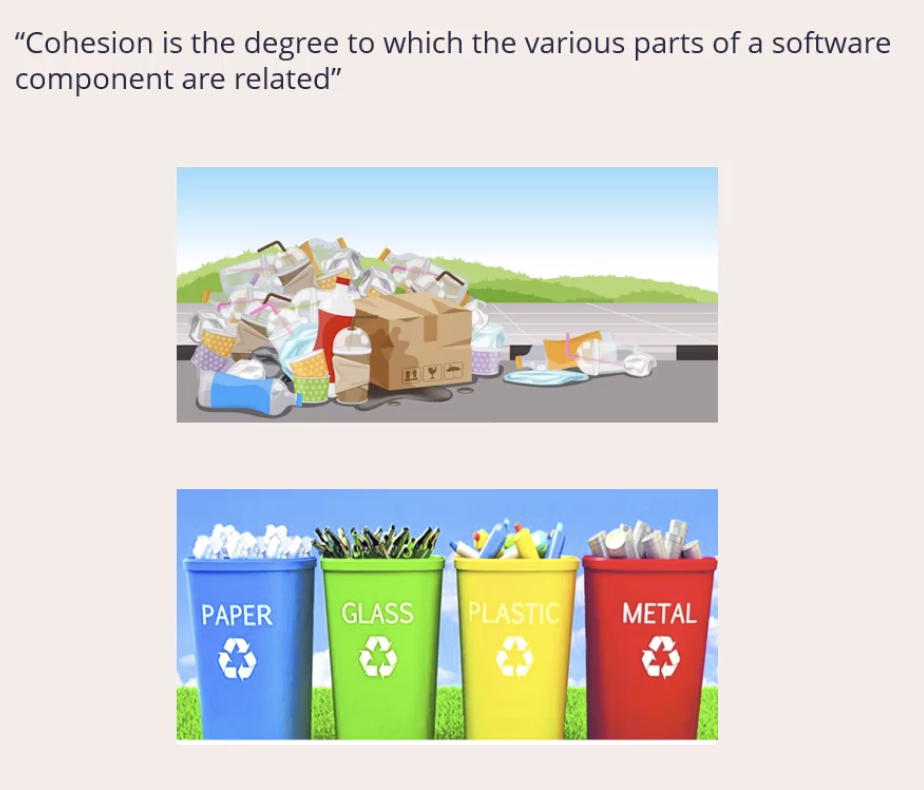 “Cohesion is the degree to which the various parts of a software
component are related”
PAPER GLASS PLASTIC METAL